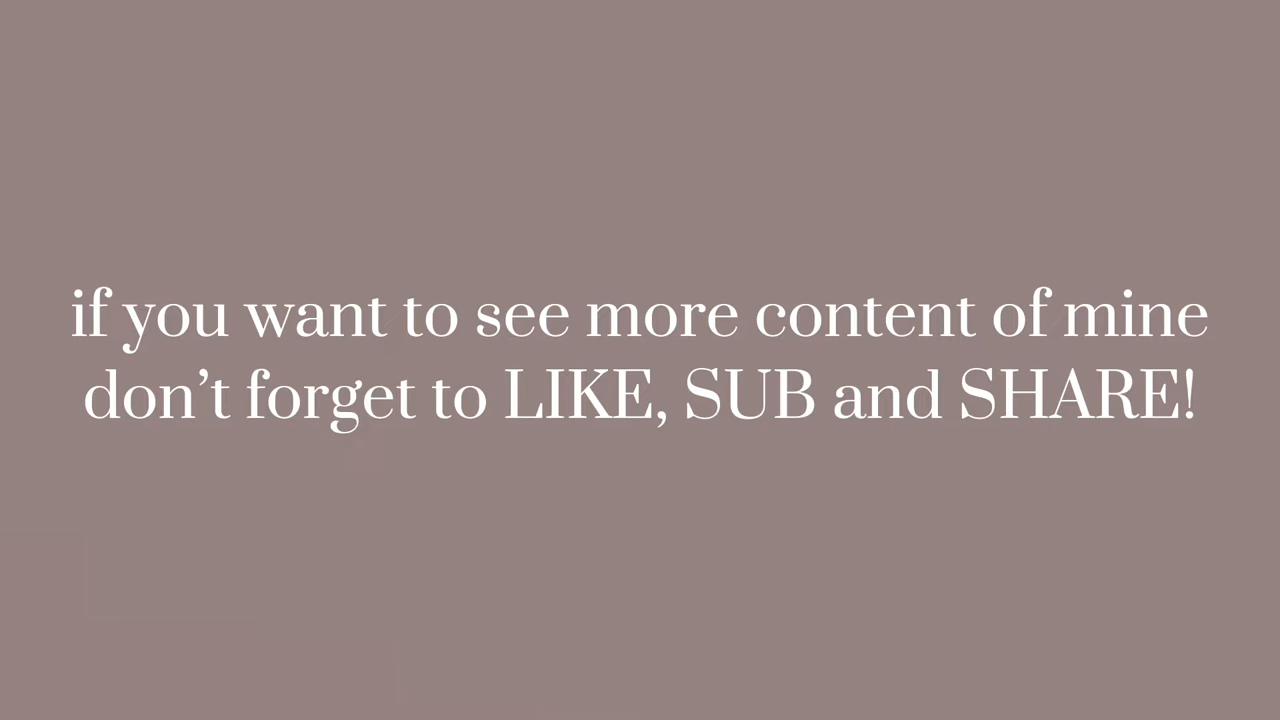 if you want to see more content of mine
don’t forget to LIKE, SUB and SHARE!